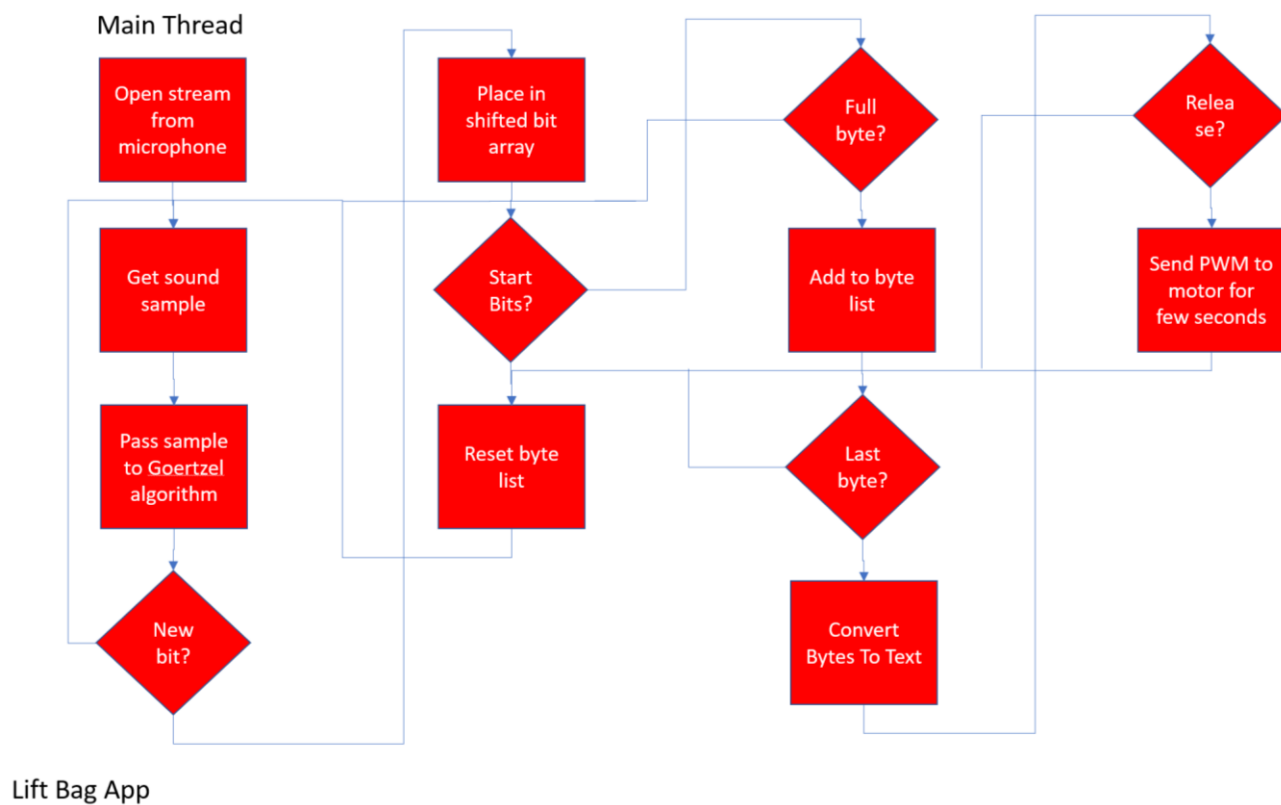 Main Thread
Open stream
from
microphone
Get sound
sample
Pass sample
to Goertzel
algorithm
New
bit?
Place in
shifted bit
array
Start
Bits?
Reset byte
list
Full
byte?
Add to byte
list
Last
byte?
Convert
Bytes To Text
Relea
se?
Send PWM to
motor for
few seconds
Lift Bag App